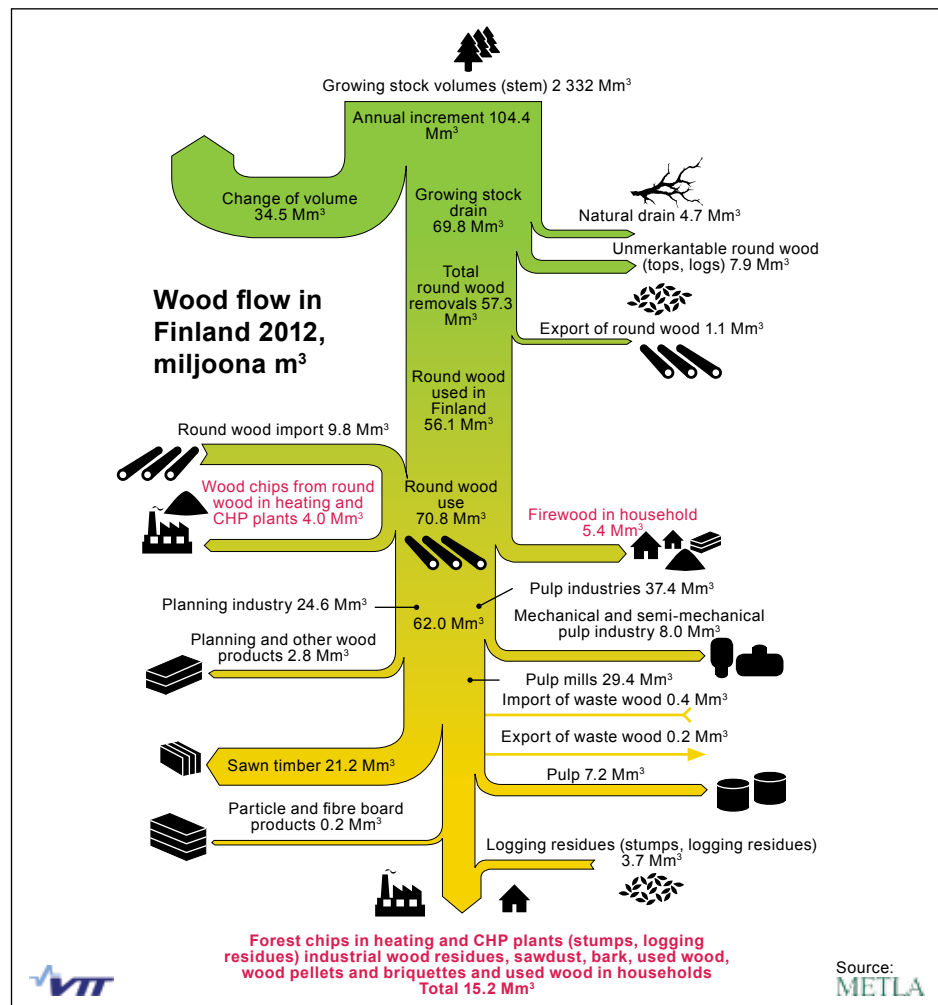 Growing stock volumes (stem) 2 332 Mm³
Annual increment 104.4
Mm³
Change of volume
34.5 Mm³
Growing stock
drain
69.8 Mm³
Natural drain 4.7 Mm³
Unmerkantable round wood
(tops, logs) 7.9 Mm³
Total
round wood
removals 57.3
Mm³
Wood flow in
Finland 2012,
miljoona m³
Export of round wood 1.1 Mm³
Round wood
used in
Finland
56.1 Mm³
Round wood import 9.8 Mm³
Wood chips from round
wood in heating and
CHP plants 4.0 Mm³
Round wood
use
70.8 Mm³
Firewood in household
5.4 Mm³
Planning industry 24.6 Mm³
Pulp industries 37.4 Mm³
62.0 Mm³
Mechanical and semi-mechanical
pulp industry 8.0 Mm³
Planning and other wood
products 2.8 Mm³
Pulp mills 29.4 Mm³
Import of waste wood 0.4 Mm³
Export of waste wood 0.2 Mm³
Sawn timber 21.2 Mm³
Pulp 7.2 Mm³
Particle and fibre board
products 0.2 Mm³
Logging residues (stumps, logging residues)
3.7 Mm³
Forest chips in heating and CHP plants (stumps, logging
residues) industrial wood residues, sawdust, bark, used wood,
wood pellets and briquettes and used wood in households
Total 15.2 Mm³
VTT
Source:
METLA